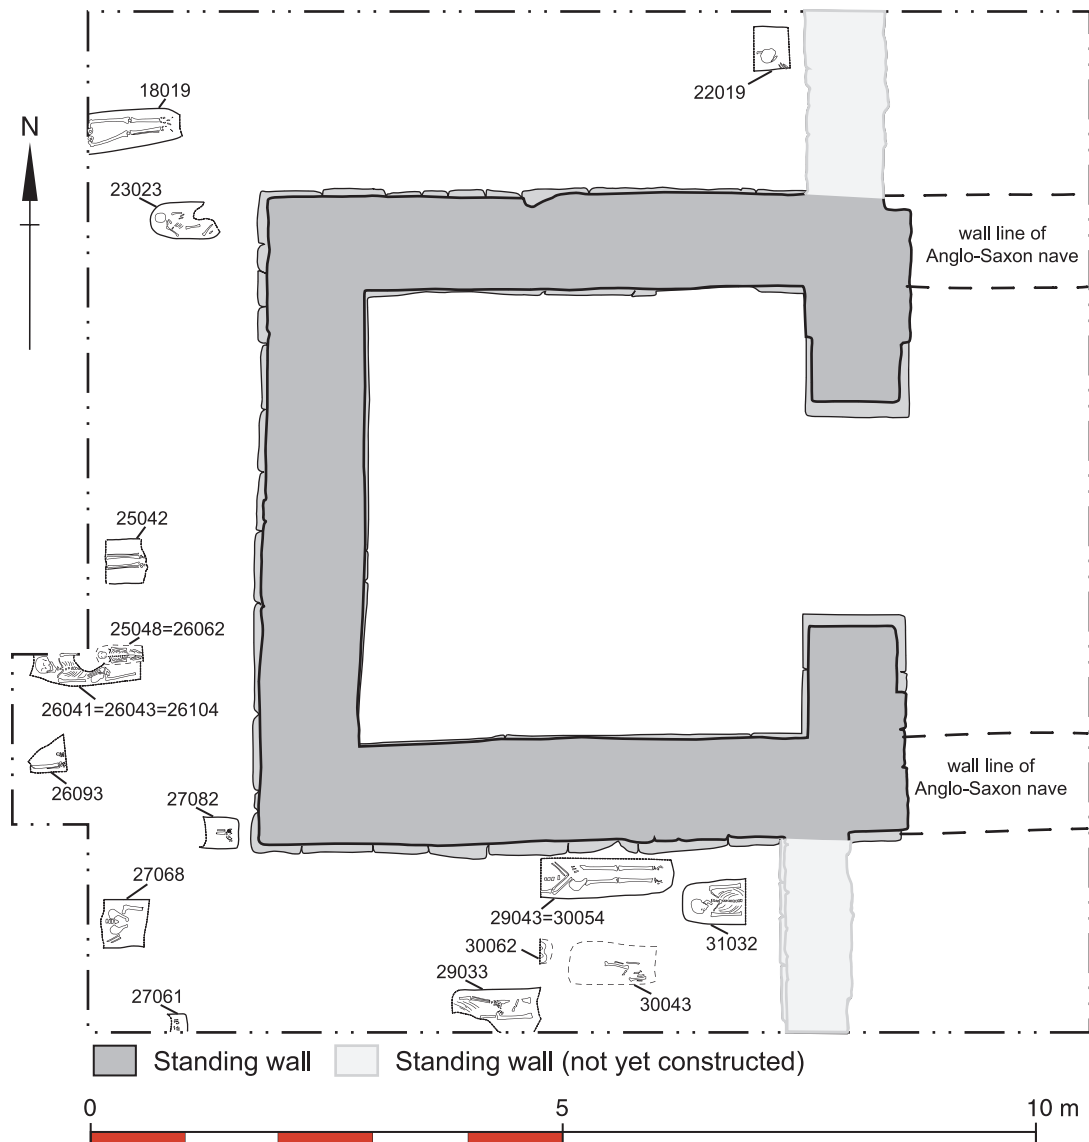 22019
18019
N
23023
wall line of
Anglo-Saxon nave
25042
25048=26062
26041=26043=26104
26093
27082
wall line of
Anglo-Saxon nave
27068
29043=30054
31032
30062
29033
30043
27061
Standing wall
Standing wall (not yet constructed)
0
5
10 m